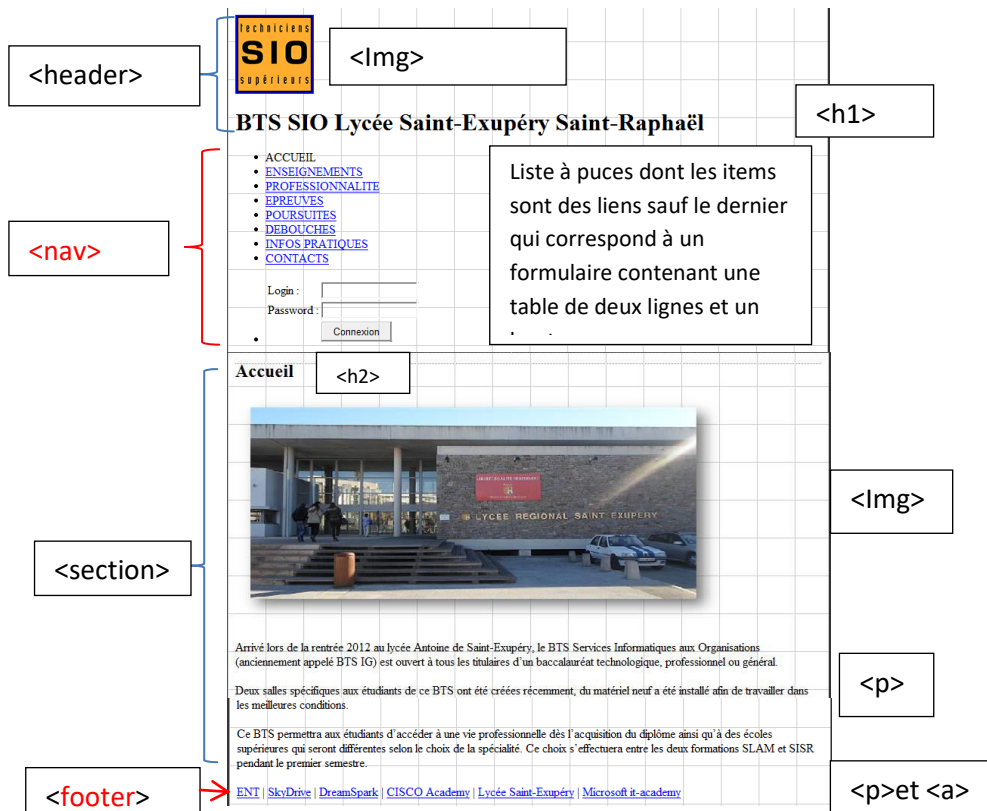 techniciens
SIO
supérieurs
<Img>
<header>
<h1>
BTS SIO Lycée Saint-Exupéry Saint-Raphaël
<nav>
• ACCUEIL
• ENSEIGNEMENTS
• PROFESSIONNALITE
• EPREUVES
• POURSUITES
• DEBOUCHES
• INFOS PRATIQUES
• CONTACTS
Login :
Password :
Connexion
•
Liste à puces dont les items
sont des liens sauf le dernier
qui correspond à un
formulaire contenant une
table de deux lignes et un
Accueil
<h2>
LYCEE REGIONAL SAINT EXUPERY
<Img>
<section>
Arrivé lors de la rentrée 2012 au lycée Antoine de Saint-Exupéry, le BTS Services Informatiques aux Organisations
(anciennement appelé BTS IG) est ouvert à tous les titulaires d’un baccalauréat technologique, professionnel ou général.
Deux salles spécifiques aux étudiants de ce BTS ont été créées récemment, du matériel neuf a été installé afin de travailler dans
les meilleures conditions.
<p>
Ce BTS permettra aux étudiants d’accéder à une vie professionnelle dès l’acquisition du diplôme ainsi qu’à des écoles
supérieures qui seront différentes selon le choix de la spécialité. Ce choix s’effectuera entre les deux formations SLAM et SISR
pendant le premier semestre.
<footer>
ENT | SkyDrive | DreamSpark | CISCO Academy | Lycée Saint-Exupéry | Microsoft it-academy
<p>et <a>